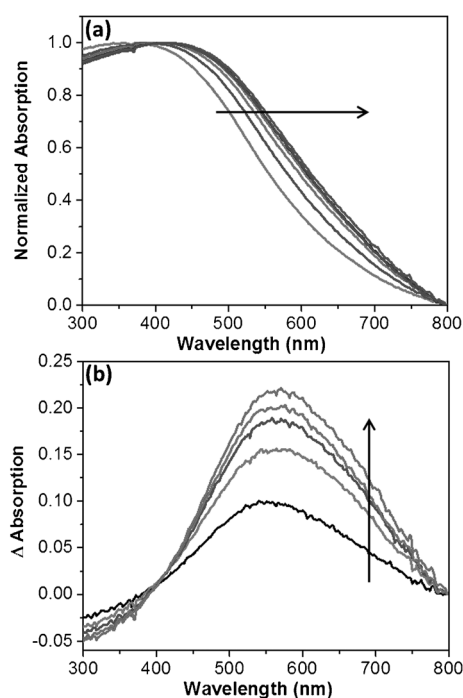 (a)
1.0
0.8
0.6
0.4
0.2
0.0
Normalized Absorption
300 400 500 600 700 800
Wavelength (nm)
(b)
0.25
0.20
0.15
0.10
0.05
0.00
-0.05
Δ Absorption
300 400 500 600 700 800
Wavelength (nm)